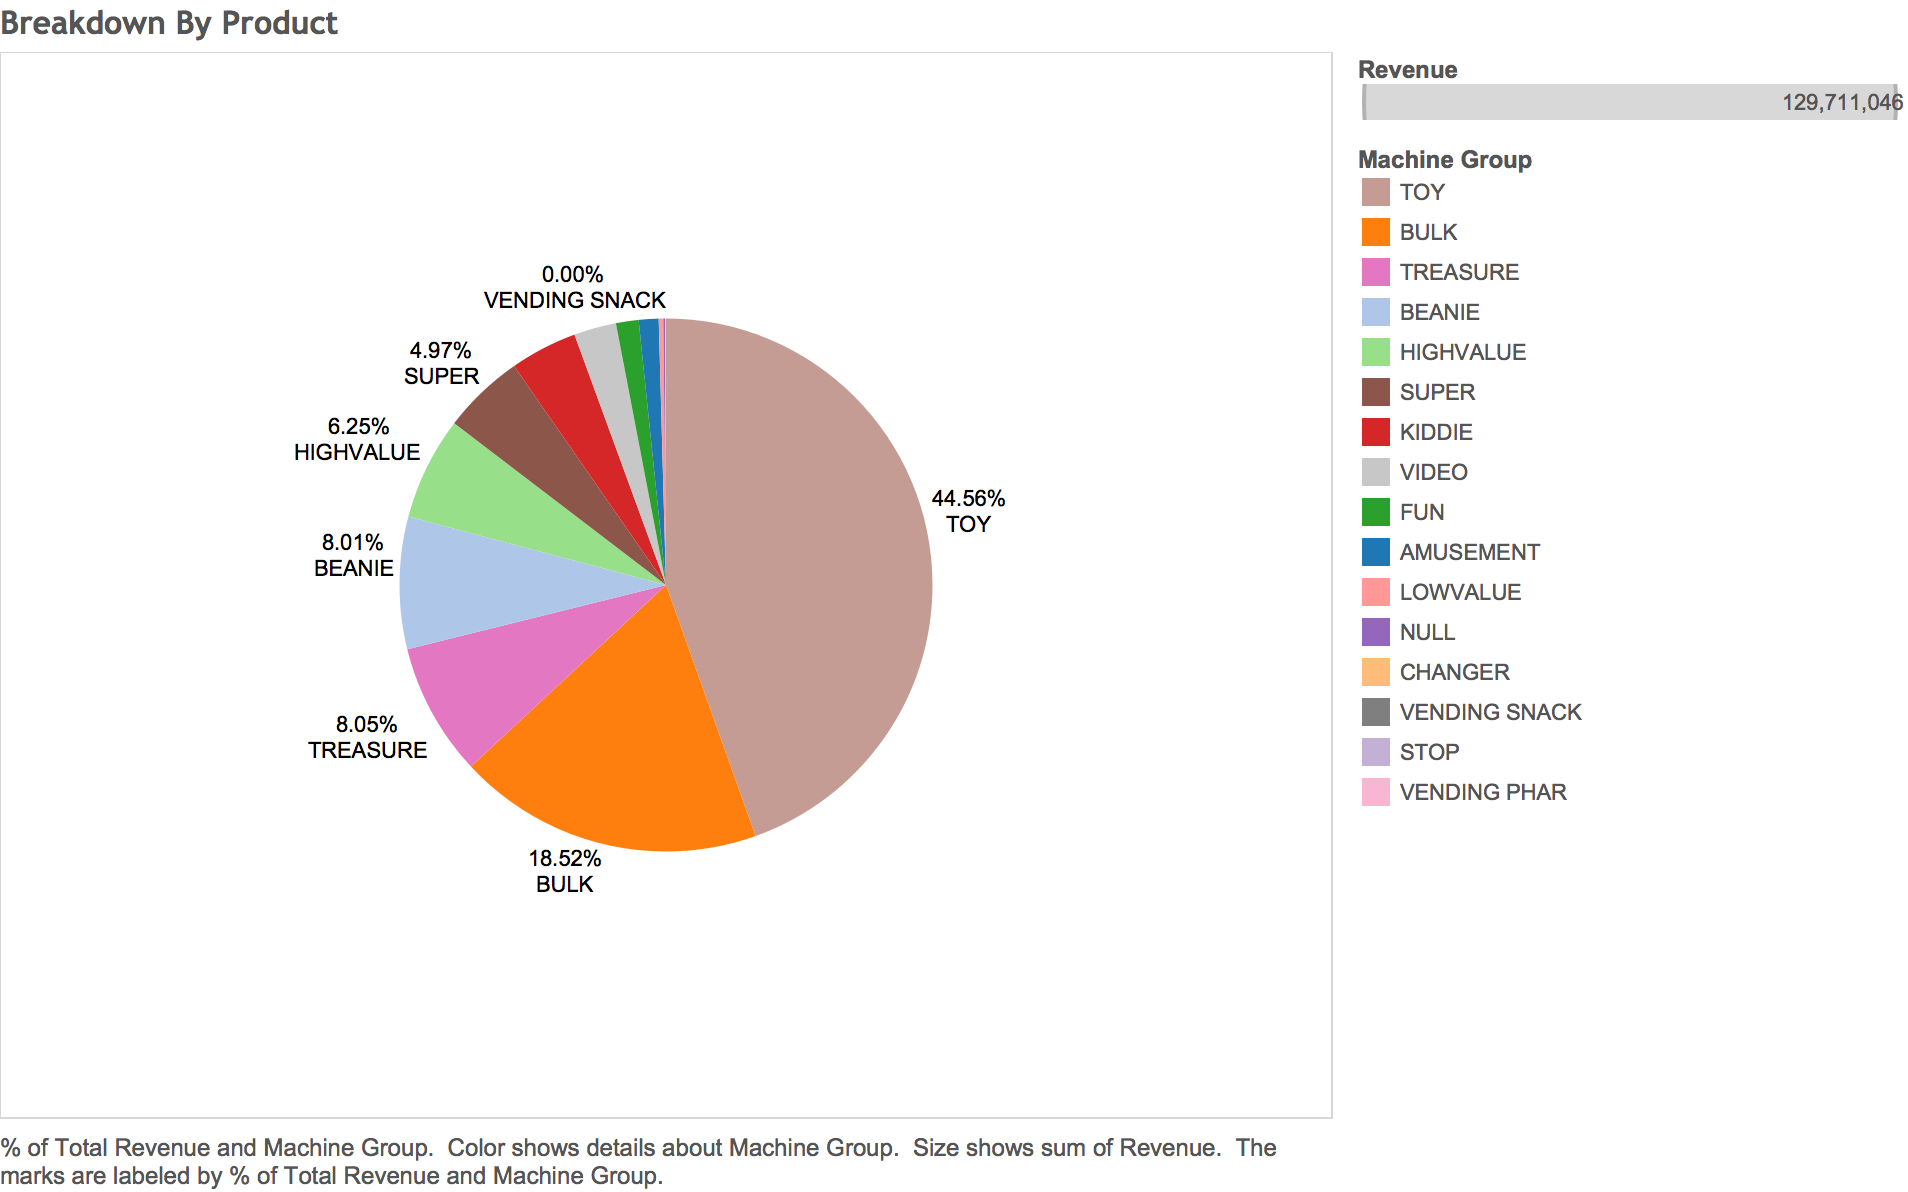 Breakdown By Product
0.00%
VENDING SNACK
4.97%
SUPER
6.25%
HIGHVALUE
8.01%
BEANIE
8.05%
TREASURE
18.52%
BULK
44.56%
TOY
Revenue
129,711,046
Machine Group
TOY
BULK
TREASURE
BEANIE
HIGHVALUE
SUPER
KIDDIE
VIDEO
FUN
AMUSEMENT
LOWVALUE
NULL
CHANGER
VENDING SNACK
STOP
VENDING PHAR
% of Total Revenue and Machine Group.  Color shows details about Machine Group.  Size shows sum of Revenue.  The
marks are labeled by % of Total Revenue and Machine Group.